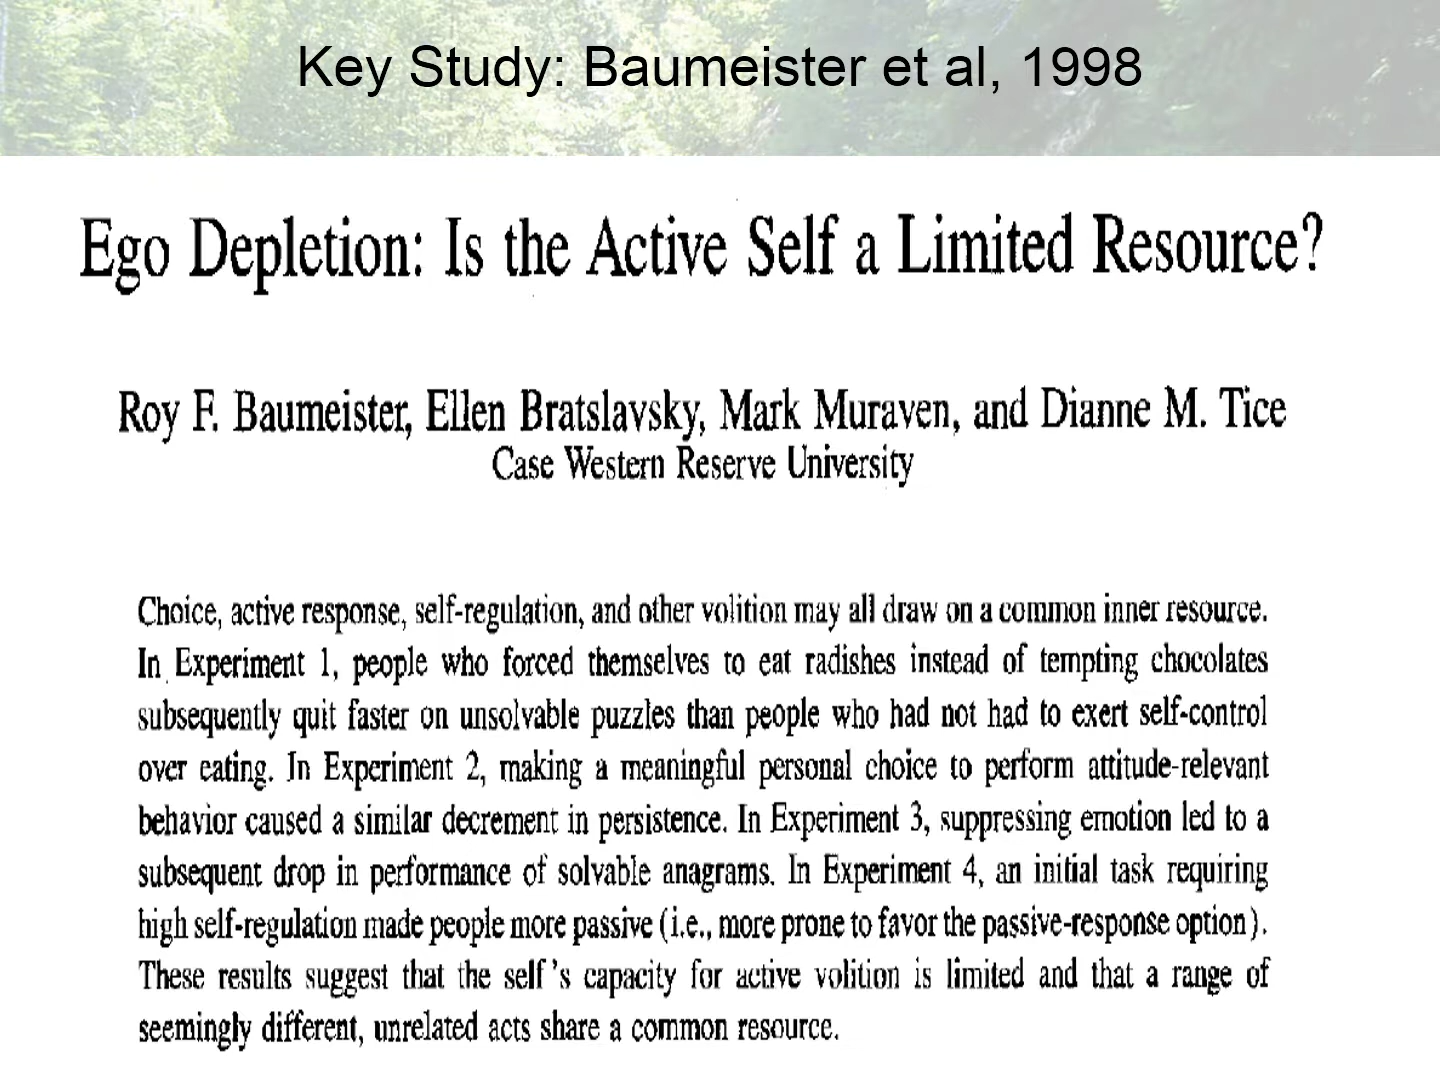 Key Study: Baumeister et al, 1998
Ego Depletion: Is the Active Self a Limited Resource?
Roy F. Baumeister, Ellen Bratslavsky, Mark Muraven, and Dianne M. Tice
Case Western Reserve University
Choice, active response, self-regulation, and other volition may all draw on a common inner resource.
In Experiment 1, people who forced themselves to eat radishes instead of tempting chocolates
subsequently quit faster on unsolvable puzzles than people who had not had to exert self-control
over eating. In Experiment 2, making a meaningful personal choice to perform attitude-relevant
behavior caused a similar decrement in persistence. In Experiment 3, suppressing emotion led to a
subsequent drop in performance of solvable anagrams. In Experiment 4, an initial task requiring
high self-regulation made people more passive (i.e., more prone to favor the passive-response option).
These results suggest that the self's capacity for active volition is limited and that a range of
seemingly different, unrelated acts share a common resource.